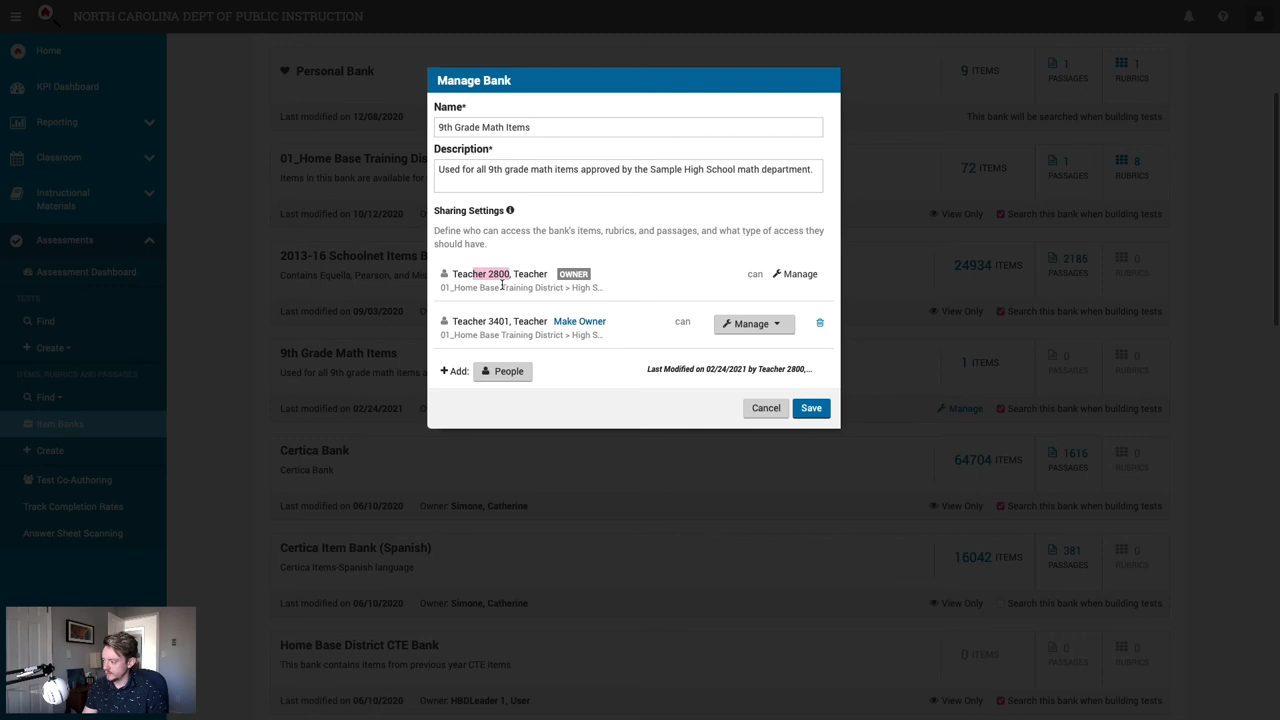 NORTH CAROLINA DEPT OF PUBLIC INSTRUCTION
Home
KPI Dashboard
Reporting
Classroom
Instructional
Materials
Assessments
Assessment Dashboard
TESTS
Find
Create
ITEMS, RUBRICS AND PASSAGES
Find
Item Banks
Create
Test Co-Authoring
Track Completion Rates
Answer Sheet Scanning
Personal Bank
9 ITEMS
1
PASSAGES
1
RUBRICS
Last modified on 12/08/2020
This bank will be searched when building tests
01_Home Base Training Dis
Items in this bank are available for
72 ITEMS
1
PASSAGES
8
RUBRICS
Last modified on 10/12/2020
View Only
Search this bank when building tests
2013-16 Schoolnet Items B
Contains Equella, Pearson, and Mis
24934 ITEMS
2185
PASSAGES
0
RUBRICS
Last modified on 09/03/2020
View Only
Search this bank when building tests
9th Grade Math Items
Used for all 9th grade math items a
1 ITEMS
0
PASSAGES
0
RUBRICS
Last modified on 02/24/2021
Manage
Search this bank when building tests
Certica Bank
Certica Bank
64704 ITEMS
1616
PASSAGES
0
RUBRICS
Last modified on 06/10/2020 Owner: Simone, Catherine
View Only
Search this bank when building tests
Certica Item Bank (Spanish)
Certica Items-Spanish language
16042 ITEMS
381
PASSAGES
0
RUBRICS
Last modified on 06/10/2020 Owner: Simone, Catherine
View Only
Search this bank when building tests
Home Base District CTE Bank
This bank contains items from previous year CTE items
0 ITEMS
0
PASSAGES
0
RUBRICS
Last modified on 06/10/2020 Owner: HBDLeader 1, User
View Only
Search this bank when building tests
Manage Bank
Name*
9th Grade Math Items
Description*
Used for all 9th grade math items approved by the Sample High School math department.
Sharing Settings
Define who can access the bank's items, rubrics, and passages, and what type of access they
should have.
Teacher 2800, Teacher OWNER can Manage
01_Home Base Training District > High S...
Teacher 3401, Teacher Make Owner can Manage
01_Home Base Training District > High S...
+ Add: People
Last Modified on 02/24/2021 by Teacher 2800,...
Cancel
Save